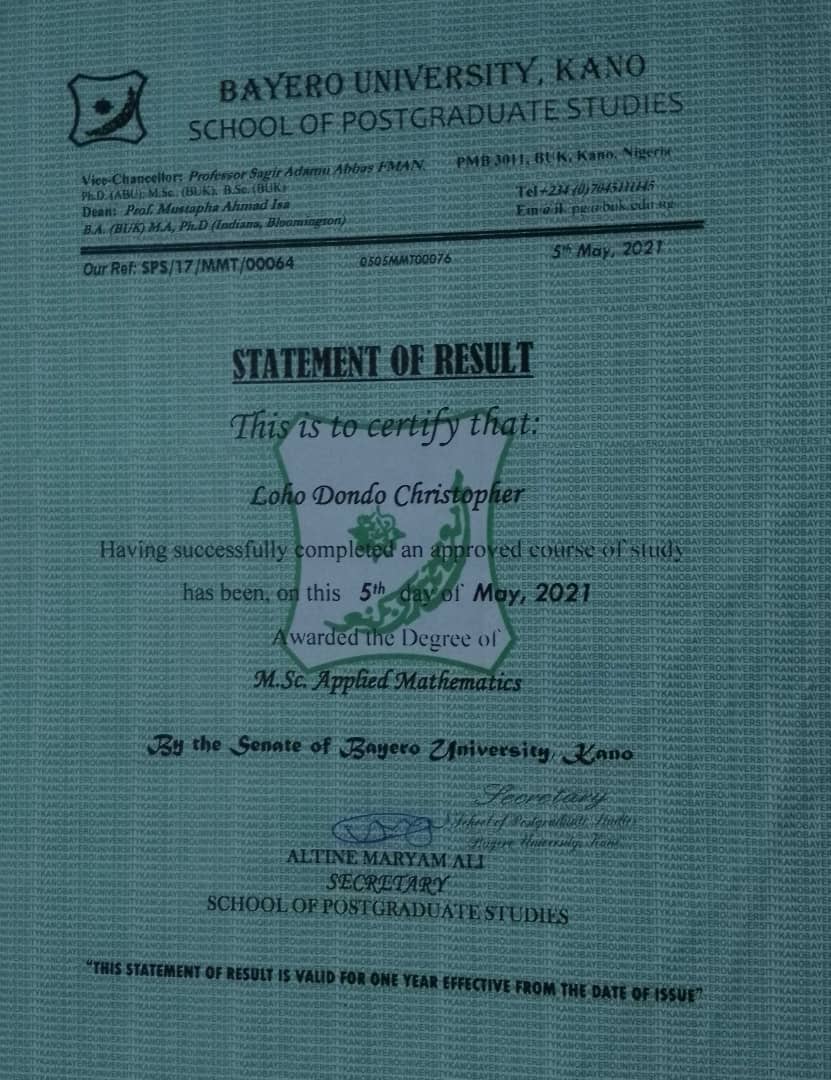 BAYERO UNIVERSITY, KANO
SCHOOL OF POSTGRADUATE STUDIES
Vice-Chancellor: Professor Sagir Adamu Abbas FMAN,
Ph.D. (ABU); M.Sc. (BUK); B.Sc. (BUK)
Dean: Prof. Mustapha Ahmad Isa
B.A. (BUK) M.A, Ph.D (Indiana, Bloomington)
PMB 3011, BUK, Kano, Nigeria
Tel
Email: pg@buk.edu.ng
Our Ref: SPS/17/MMT/00064
0505MMT00076
5th May, 2021
STATEMENT OF RESULT
This is to certify that:
Loho Dondo Christopher
Having successfully completed an approved course of study
has been, on this 5th day of May, 2021
Awarded the Degree of
M.Sc. Applied Mathematics
By the Senate of Bayero University, Kano
Secretary
School of Postgraduate Studies
Bayero University, Kano
ALTINE MARYAM ALI
SECRETARY
SCHOOL OF POSTGRADUATE STUDIES
"THIS STATEMENT OF RESULT IS VALID FOR ONE YEAR EFFECTIVE FROM THE DATE OF ISSUE"